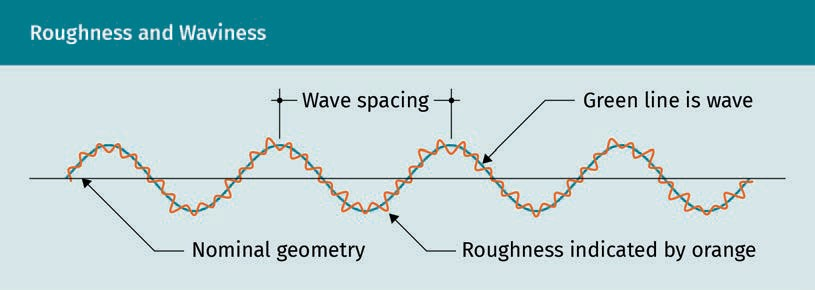 Roughness and Waviness
Wave spacing
Green line is wave
Nominal geometry
Roughness indicated by orange